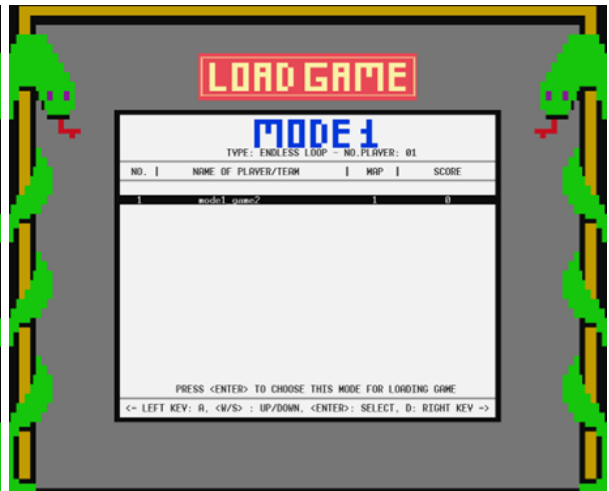 LOAD GAME
MODE 1
TYPE: ENDLESS LOOP - NO.PLAYER: 01
NO. | NAME OF PLAYER/TEAM | MAP | SCORE
1 mode1_game2 1 0
PRESS <ENTER> TO CHOOSE THIS MODE FOR LOADING GAME
<- LEFT KEY: A, <W/S> : UP/DOWN, <ENTER>: SELECT, D: RIGHT KEY ->